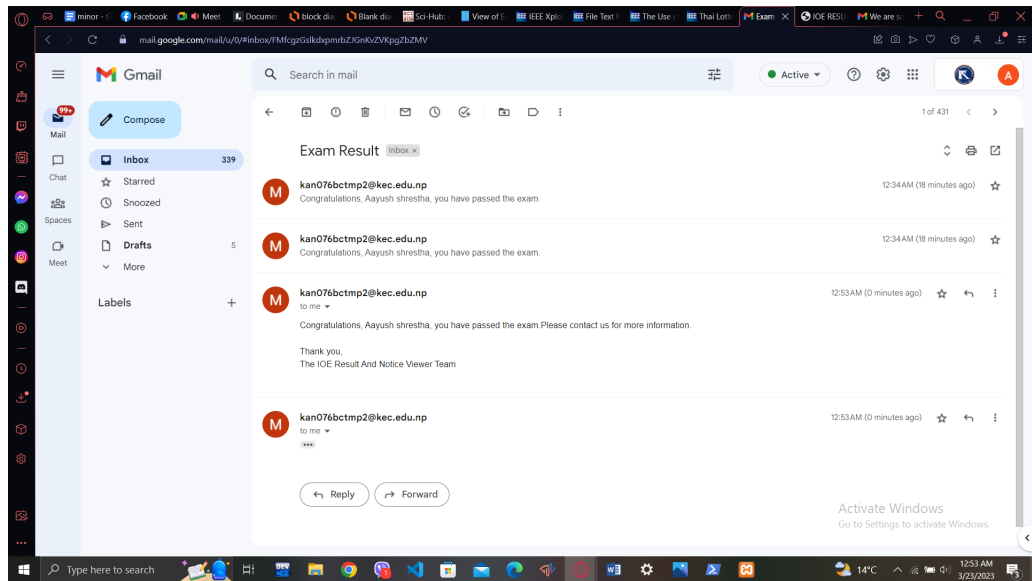 minor - G
Facebook
Meet
Docume
block dia
Blank dia
Sci-Hub:
View of E
IEEE Xplo
File Text F
The Use o
Thai Lott
Exam
IOE RESU
We are so
mail.google.com/mail/u/0/#inbox/FMfcgzGslkdxpmrbZJGnKvZVKpgZbZMV
Gmail
Search in mail
Active
A
99+
Mail
Chat
Spaces
Meet
Compose
Inbox 339
Starred
Snoozed
Sent
Drafts 5
More
Labels
1 of 431
Exam Result Inbox ×
M
kan076bctmp2@kec.edu.np 12:34 AM (18 minutes ago)
Congratulations, Aayush shrestha, you have passed the exam.
M
kan076bctmp2@kec.edu.np 12:34 AM (18 minutes ago)
Congratulations, Aayush shrestha, you have passed the exam.
M
kan076bctmp2@kec.edu.np 12:53 AM (0 minutes ago)
to me
Congratulations, Aayush shrestha, you have passed the exam.Please contact us for more information.
Thank you,
The IOE Result And Notice Viewer Team
M
kan076bctmp2@kec.edu.np 12:53 AM (0 minutes ago)
to me
Reply
Forward
Activate Windows
Go to Settings to activate Windows.
Type here to search
14°C
12:53 AM
3/23/2023